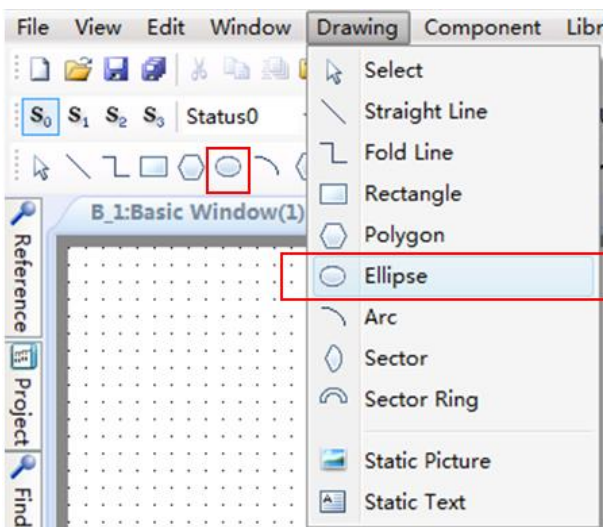 File View Edit Window Drawing Component Libr
S0 S1 S2 S3 Status0
B_1:Basic Window(1)
Reference
Project
Find
Select
Straight Line
Fold Line
Rectangle
Polygon
Ellipse
Arc
Sector
Sector Ring
Static Picture
Static Text